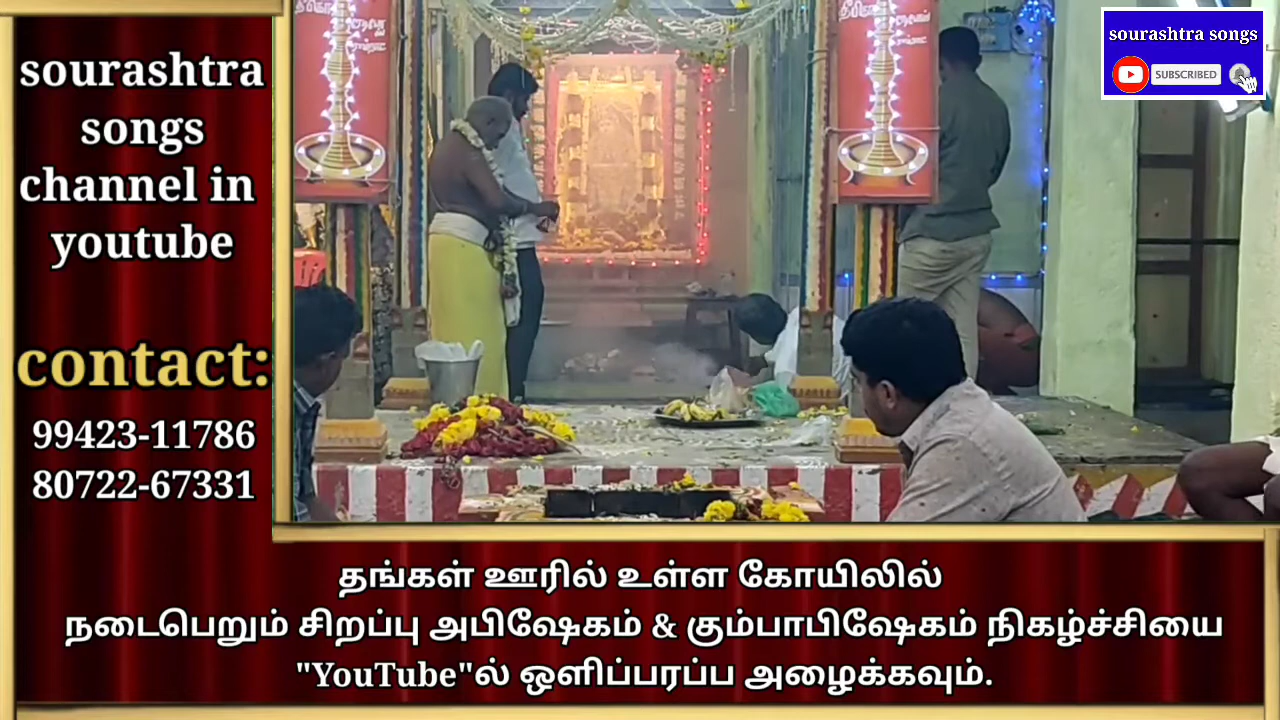 sourashtra
songs
channel in
youtube
contact:
99423-11786
80722-67331
sourashtra songs
SUBSCRIBED
தங்கள் ஊரில் உள்ள கோயிலில்
நடைபெறும் சிறப்பு அபிஷேகம் & கும்பாபிஷேகம் நிகழ்ச்சியை
"YouTube"ல் ஒளிப்பரப்ப அழைக்கவும்.